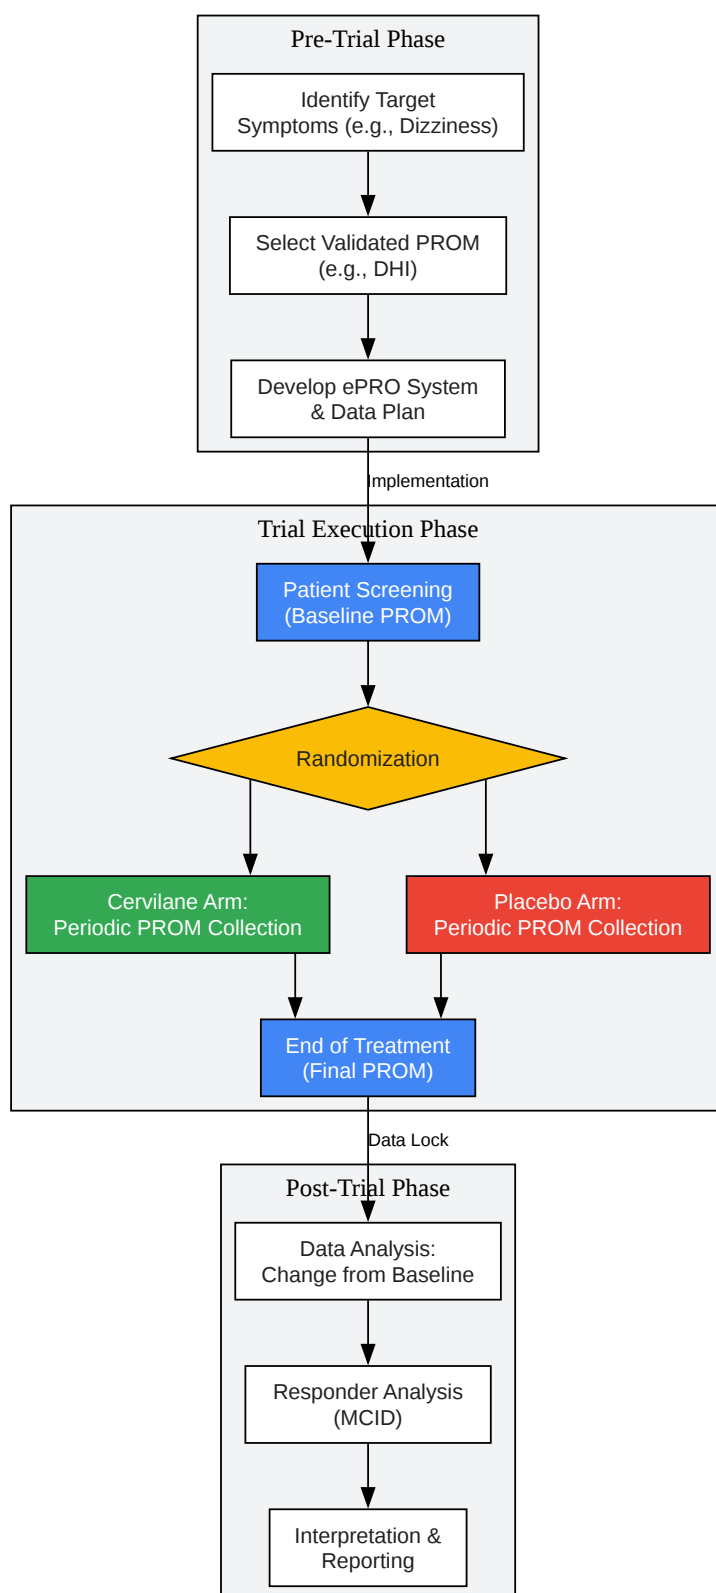 Pre-Trial Phase
Identify Target
Symptoms (e.g., Dizziness)
Select Validated PROM
(e.g., DHI)
Develop ePRO System
& Data Plan
Implementation
Trial Execution Phase
Patient Screening
(Baseline PROM)
Randomization
Cervilane Arm:
Periodic PROM Collection
Placebo Arm:
Periodic PROM Collection
End of Treatment
(Final PROM)
Data Lock
Post-Trial Phase
Data Analysis:
Change from Baseline
Responder Analysis
(MCID)
Interpretation &
Reporting